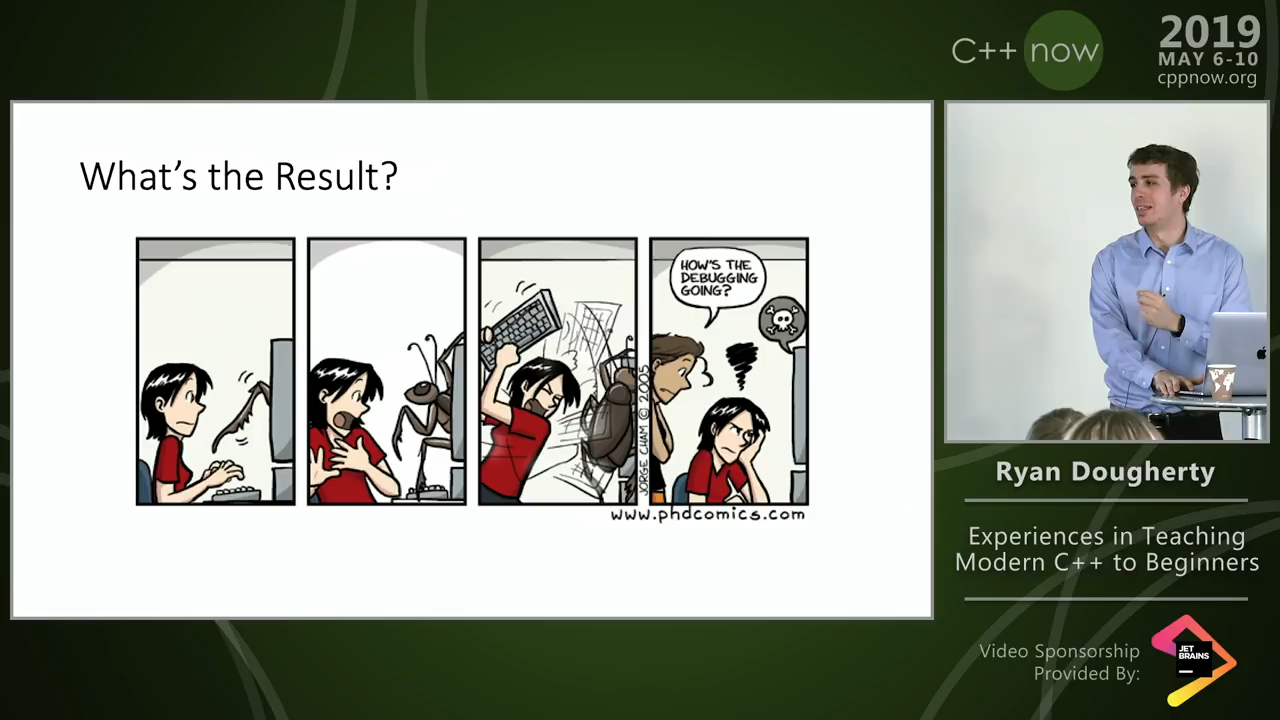 C++ now
2019
MAY 6-10
cppnow.org
What's the Result?
HOW'S THE
DEBUGGING
GOING?
JORGE CHAM © 2005
www.phdcomics.com
Ryan Dougherty
Experiences in Teaching
Modern C++ to Beginners
Video Sponsorship
Provided By:
JET
BRAINS